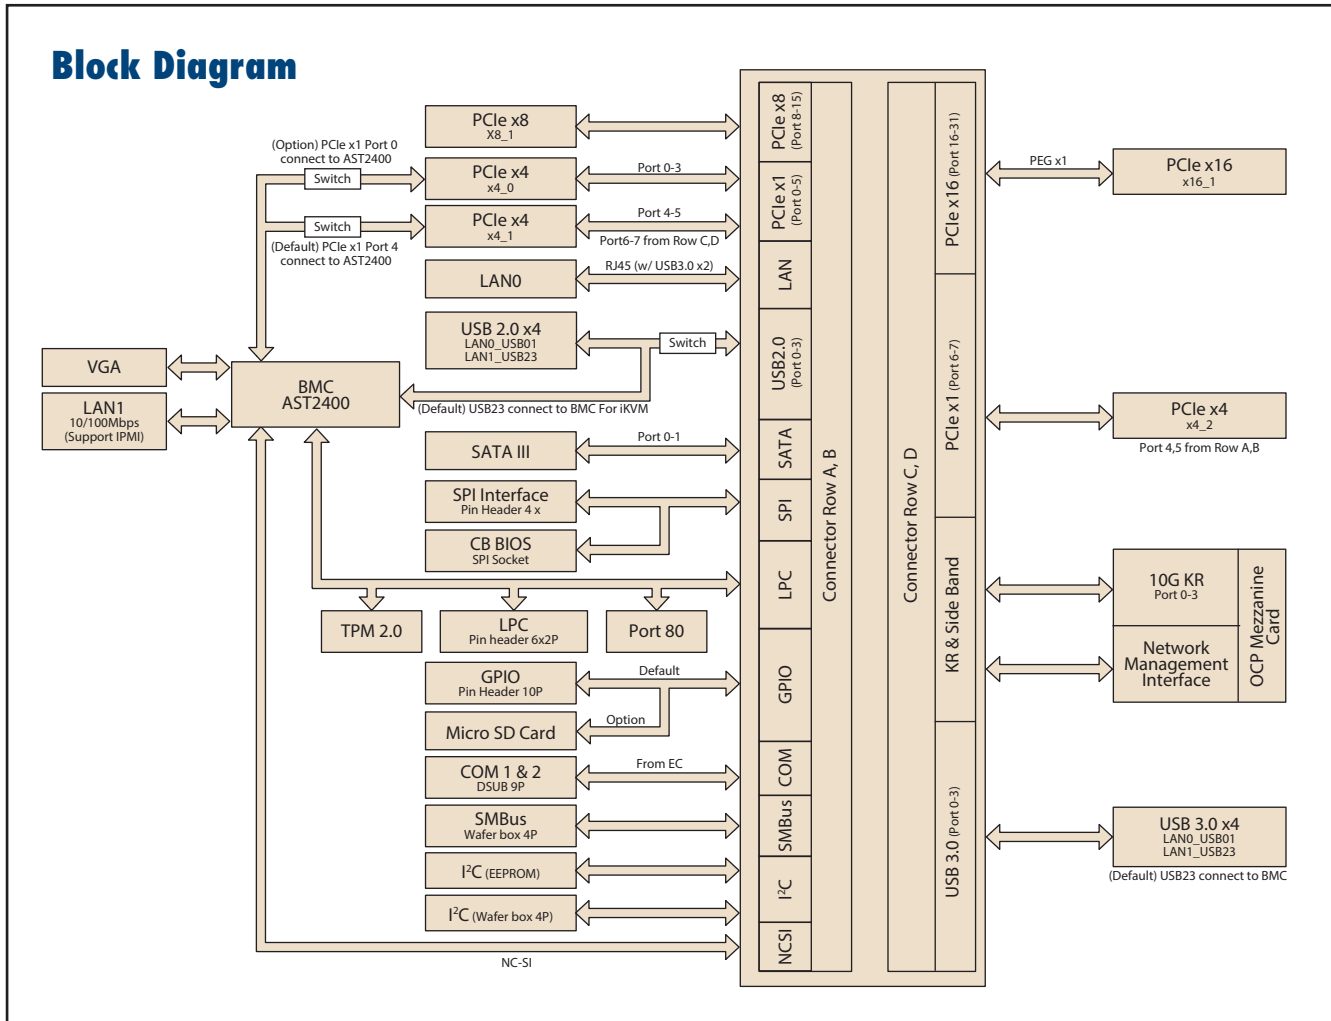 Block Diagram
PCIe x8
X8_1
(Option) PCIe x1 Port 0
connect to AST2400
Switch
PCIe x4
x4_0
Port 0-3
Switch
PCIe x4
x4_1
Port 4-5
Port6-7 from Row C,D
(Default) PCIe x1 Port 4
connect to AST2400
LAN0
RJ45 (w/ USB3.0 x2)
USB 2.0 x4
LAN0_USB01
LAN1_USB23
Switch
VGA
BMC
AST2400
(Default) USB23 connect to BMC For iKVM
LAN1
10/100Mbps
(Support IPMI)
SATA III
Port 0-1
SPI Interface
Pin Header 4 x
CB BIOS
SPI Socket
TPM 2.0
LPC
Pin header 6x2P
Port 80
GPIO
Pin Header 10P
Default
Micro SD Card
Option
COM 1 & 2
DSUB 9P
From EC
SMBus
Wafer box 4P
I²C (EEPROM)
I²C (Wafer box 4P)
NC-SI
PCIe x8
(Port 8-15)
PCIe x1
(Port 0-5)
LAN
USB2.0
(Port 0-3)
SATA
SPI
LPC
GPIO
COM
SMBus
I²C
NCSI
Connector Row A, B
Connector Row C, D
PCIe x16 (Port 16-31)
PCIe x1 (Port 6-7)
KR & Side Band
USB 3.0 (Port 0-3)
PEG x1
PCIe x16
x16_1
PCIe x4
x4_2
Port 4,5 from Row A,B
10G KR
Port 0-3
Network
Management
Interface
OCP Mezzanine
Card
USB 3.0 x4
LAN0_USB01
LAN1_USB23
(Default) USB23 connect to BMC